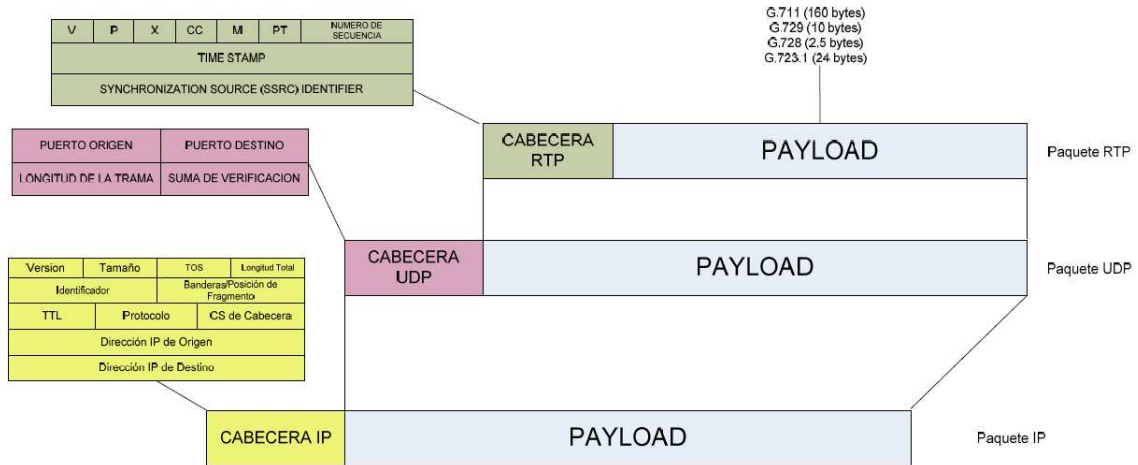 G.711 (160 bytes)
G.729 (10 bytes)
G.728 (2,5 bytes)
G.723.1 (24 bytes)
V P X CC MI PT NUMERO DE
SECUENCIA
TIME STAMP
SYNCHRONIZATION SOURCE (SSRC) IDENTIFIER
CABECERA
RTP
PAYLOAD
Paquete RTP
PUERTO ORIGEN PUERTO DESTINO
LONGITUD DE LA TRAMA SUMA DE VERIFICACION
CABECERA
UDP
PAYLOAD
Paquete UDP
Version Tamaño TOS Longitud Total
Identificador Banderas/Posición de
Fragmento
TTL Protocolo CS de Cabecera
Dirección IP de Origen
Dirección IP de Destino
CABECERA IP
PAYLOAD
Paquete IP